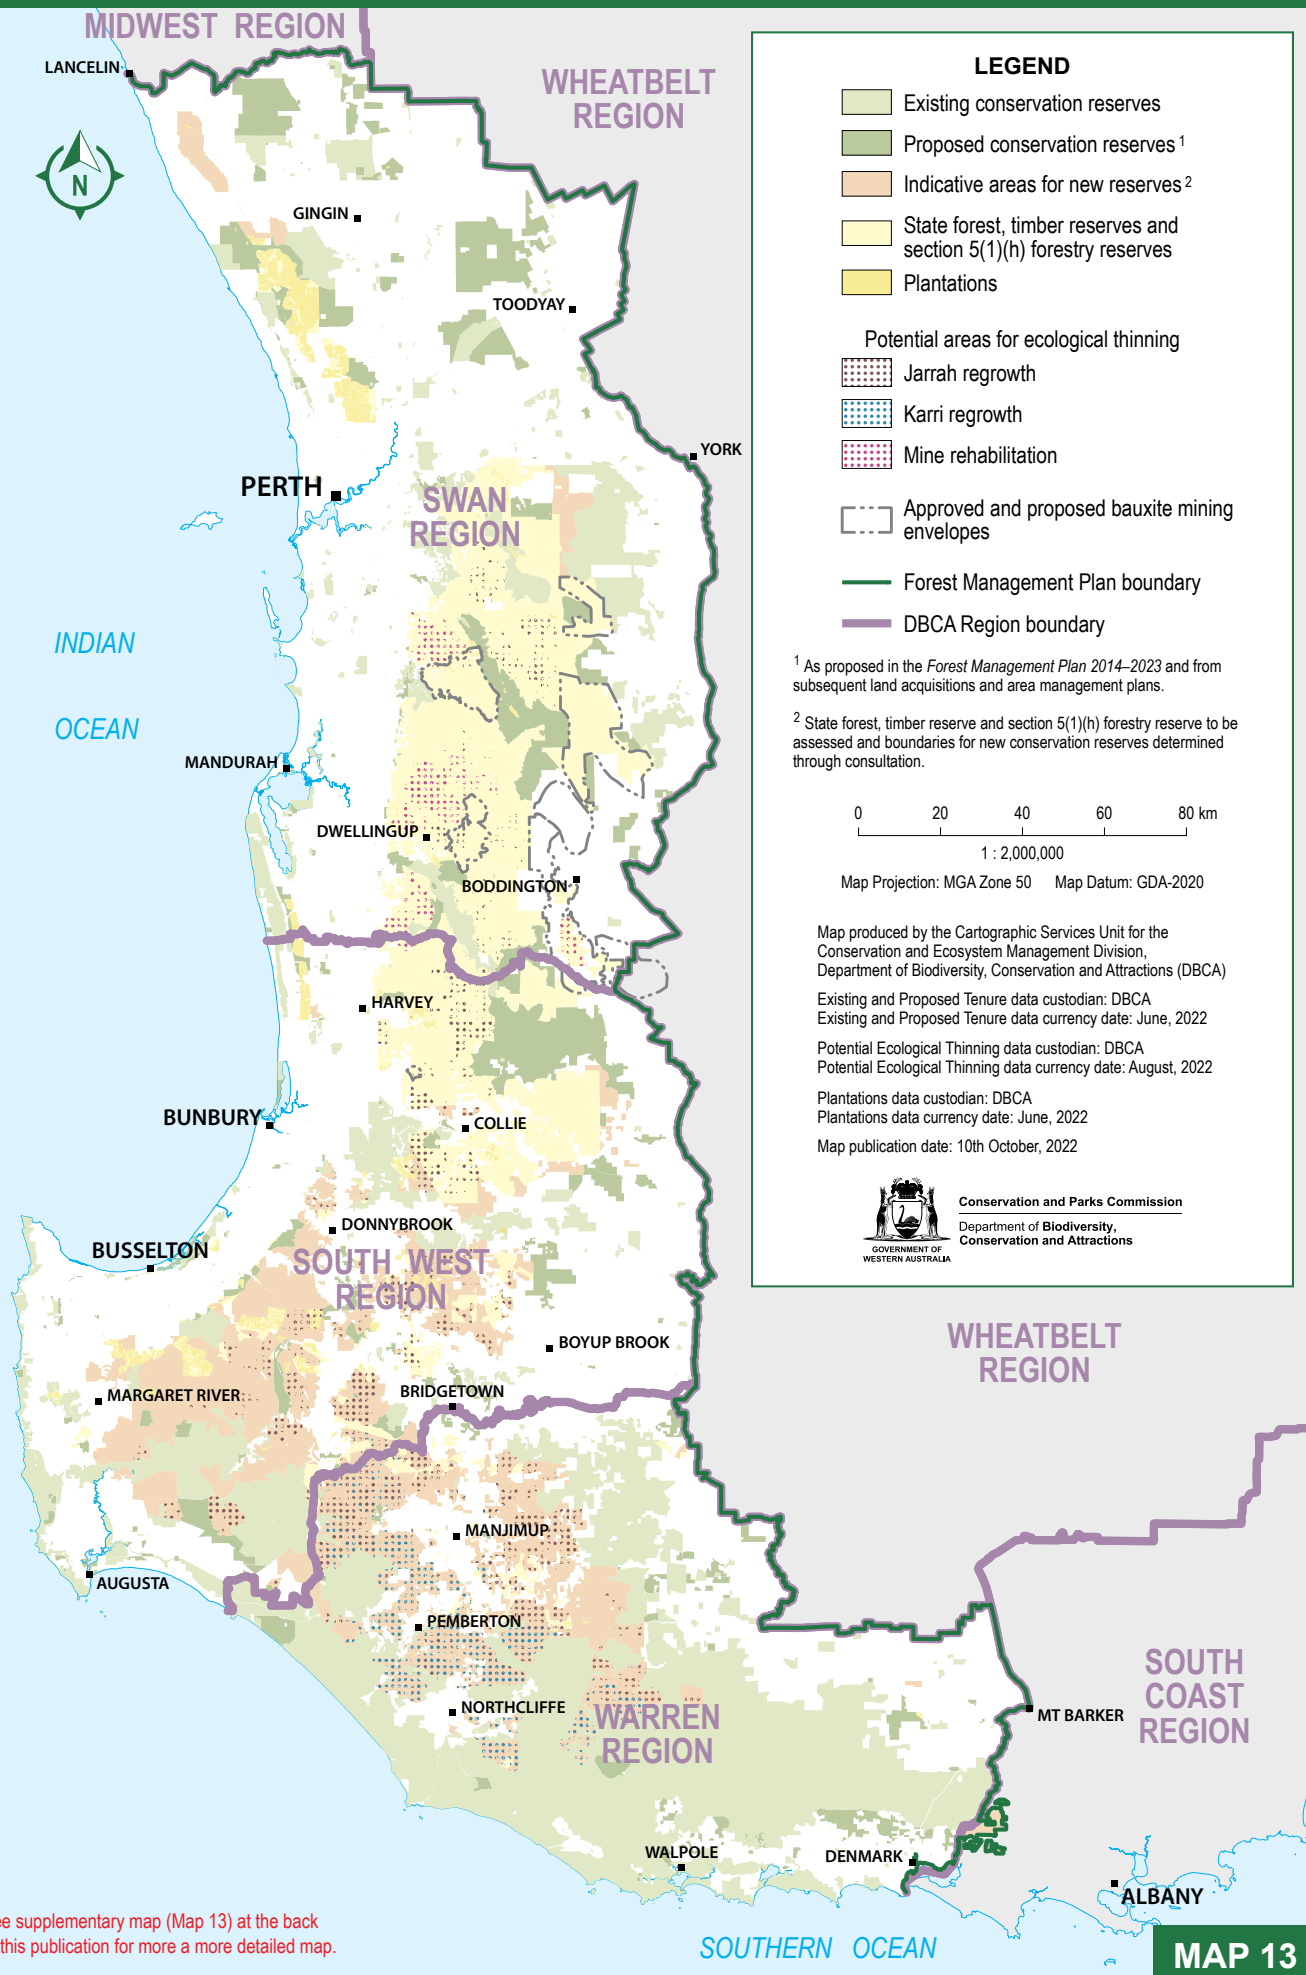 MIDWEST REGION
LANCELIN
WHEATBELT
REGION
N
GINGIN
TOODYAY
YORK
PERTH
SWAN
REGION
INDIAN
OCEAN
MANDURAH
DWELLINGUP
BODDINGTON
HARVEY
BUNBURY
COLLIE
DONNYBROOK
BUSSELTON
SOUTH WEST
REGION
BOYUP BROOK
MARGARET RIVER
BRIDGETOWN
WHEATBELT
REGION
MANJIMUP
AUGUSTA
PEMBERTON
NORTHCLIFFE
WARREN
REGION
SOUTH
COAST
REGION
MT BARKER
WALPOLE
DENMARK
ALBANY
SOUTHERN OCEAN
LEGEND
Existing conservation reserves
Proposed conservation reserves 1
Indicative areas for new reserves 2
State forest, timber reserves and
section 5(1)(h) forestry reserves
Plantations
Potential areas for ecological thinning
Jarrah regrowth
Karri regrowth
Mine rehabilitation
Approved and proposed bauxite mining
envelopes
Forest Management Plan boundary
DBCA Region boundary
1 As proposed in the Forest Management Plan 2014–2023 and from
subsequent land acquisitions and area management plans.
2 State forest, timber reserve and section 5(1)(h) forestry reserve to be
assessed and boundaries for new conservation reserves determined
through consultation.
0 20 40 60 80 km
1 : 2,000,000
Map Projection: MGA Zone 50 Map Datum: GDA-2020
Map produced by the Cartographic Services Unit for the
Conservation and Ecosystem Management Division,
Department of Biodiversity, Conservation and Attractions (DBCA)
Existing and Proposed Tenure data custodian: DBCA
Existing and Proposed Tenure data currency date: June, 2022
Potential Ecological Thinning data custodian: DBCA
Potential Ecological Thinning data currency date: August, 2022
Plantations data custodian: DBCA
Plantations data currency date: June, 2022
Map publication date: 10th October, 2022
GOVERNMENT OF
WESTERN AUSTRALIA
Conservation and Parks Commission
Department of Biodiversity,
Conservation and Attractions
ee supplementary map (Map 13) at the back
this publication for more a more detailed map.
MAP 13